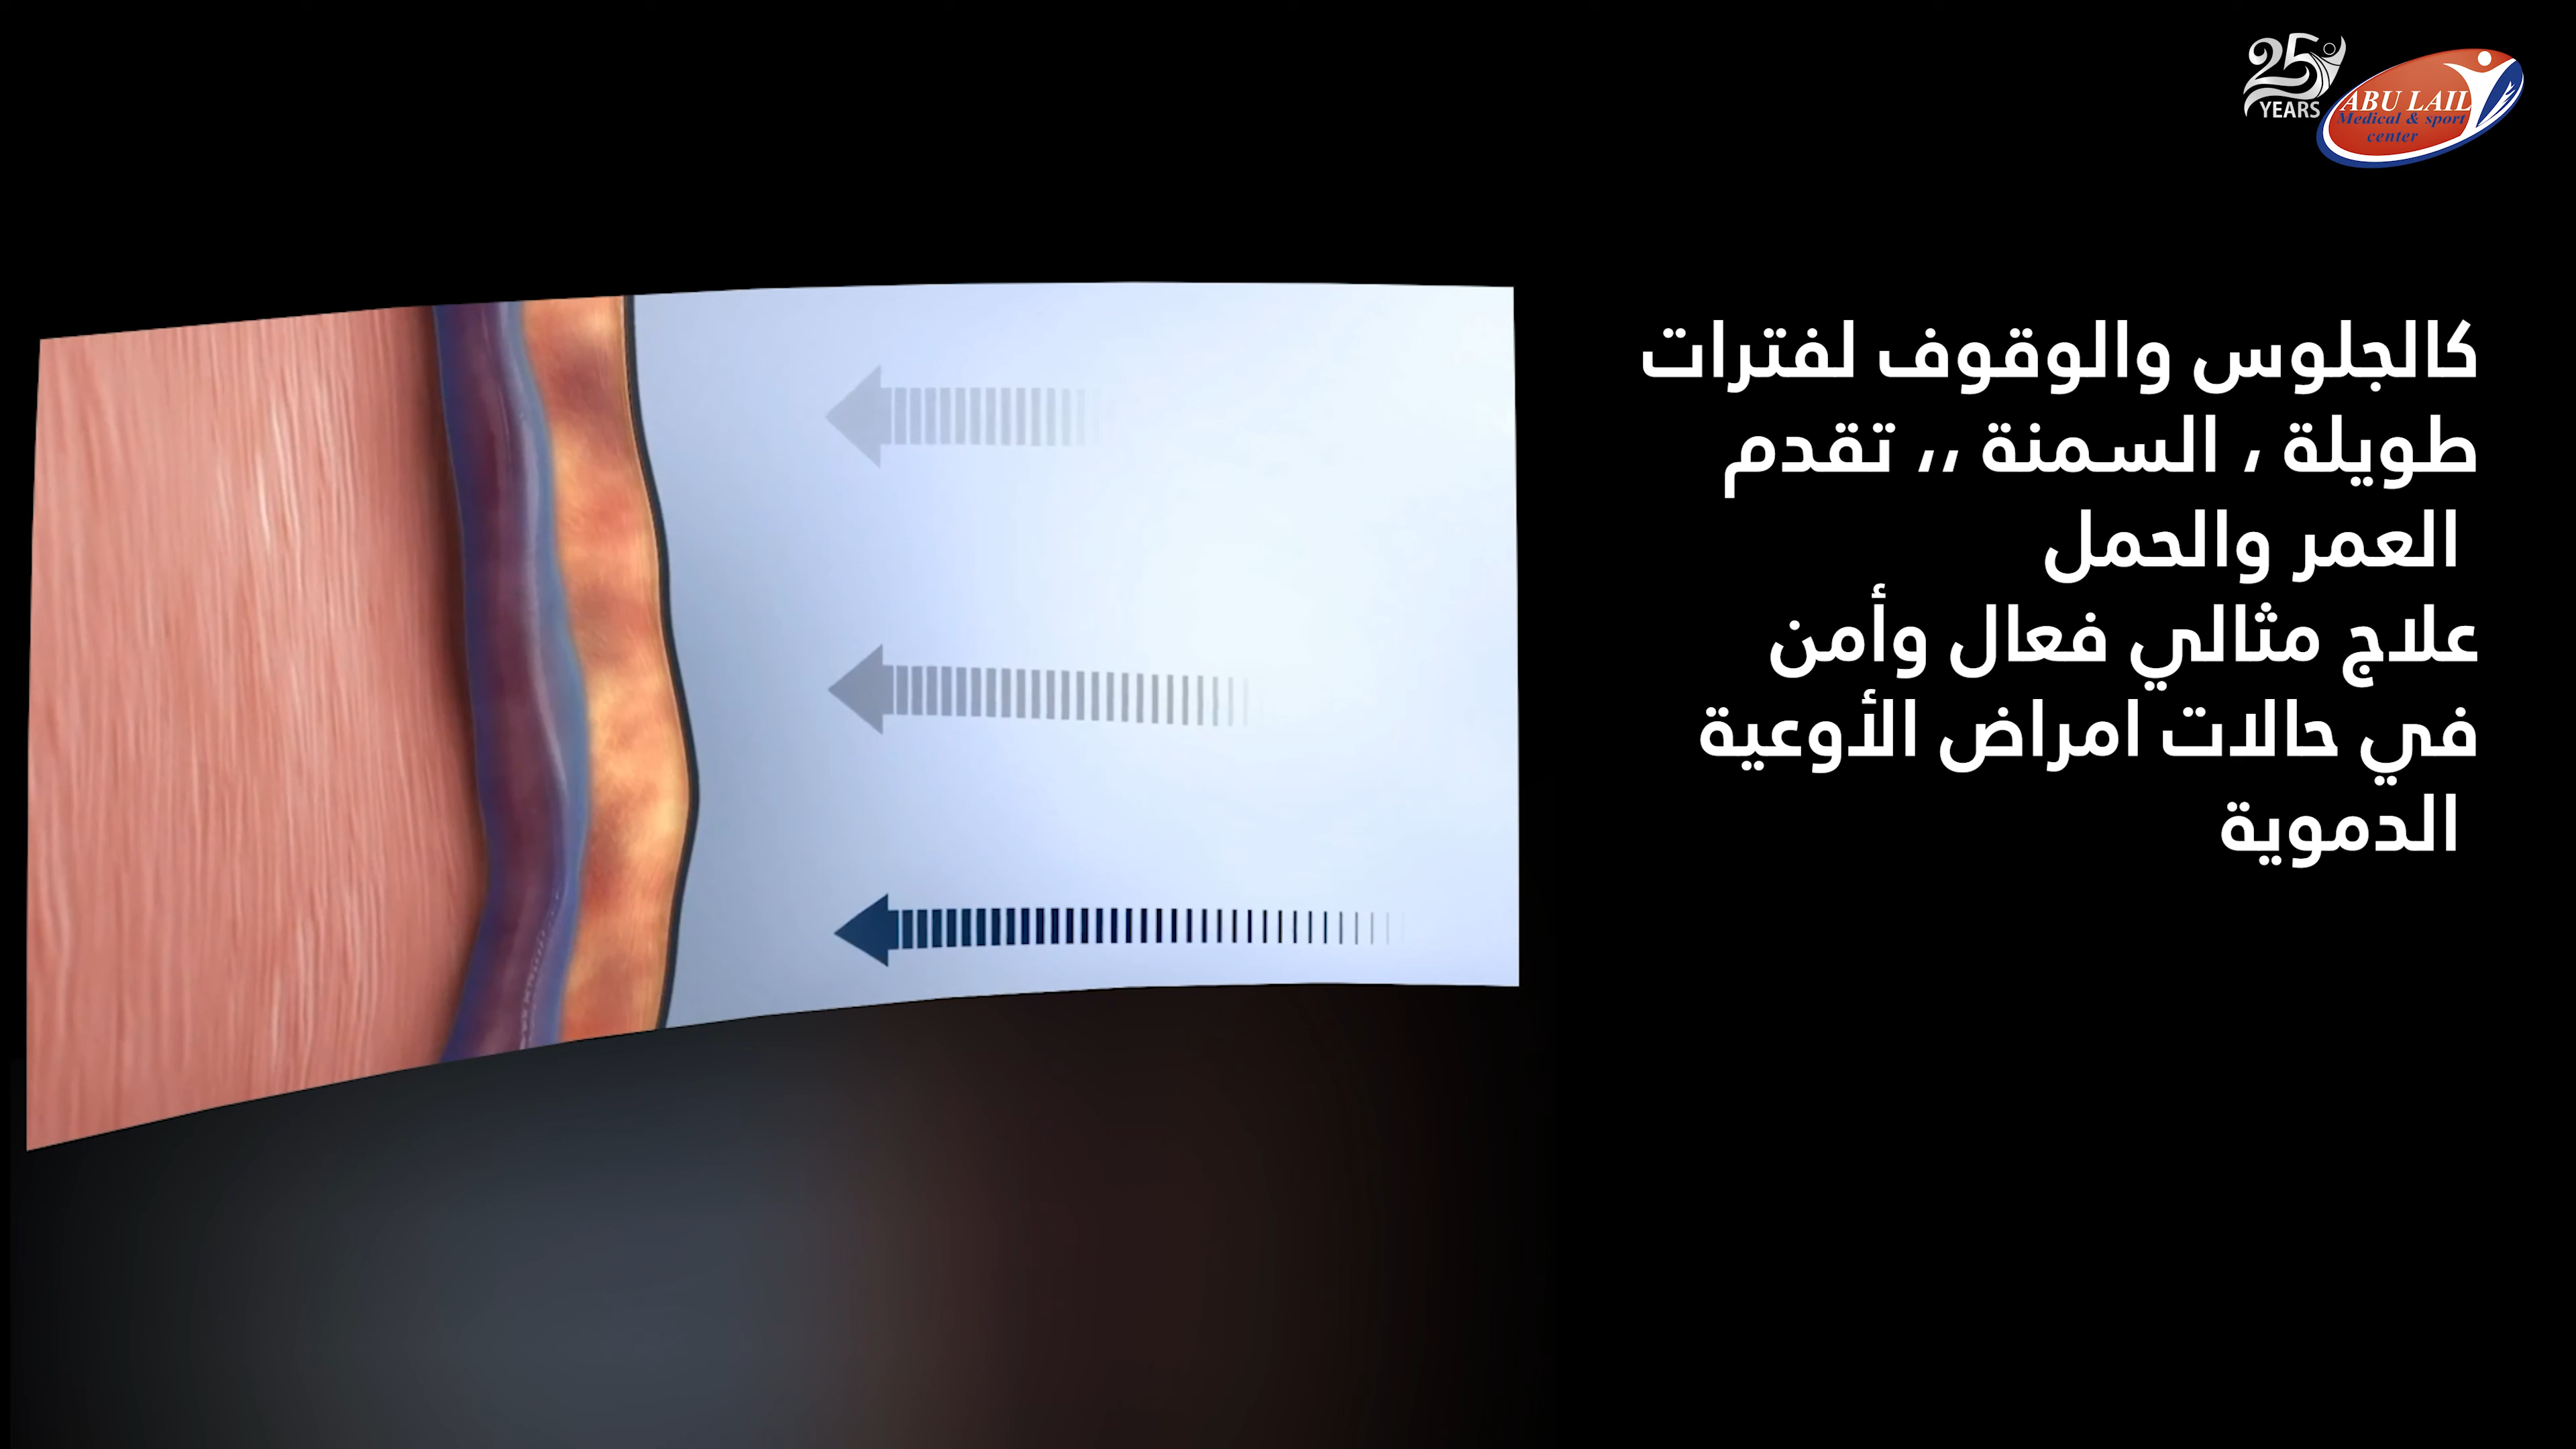 25
YEARS
ABU LAIL
Medical & sport
center
كالجلوس والوقوف لفترات
طويلة ، السمنة ،، تقدم
العمر والحمل
علاج مثالي فعال وأمن
في حالات امراض الأوعية
الدموية